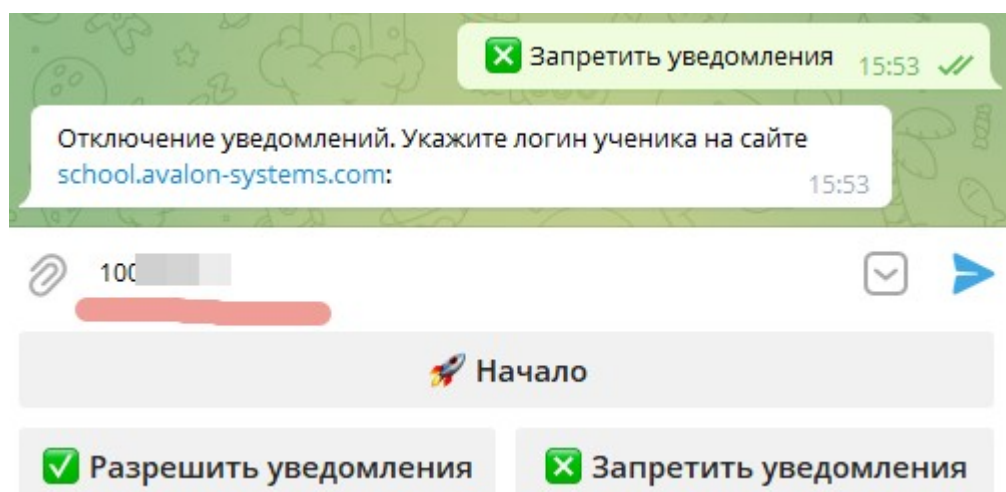 ❎ Запретить уведомления 15:53
Отключение уведомлений. Укажите логин ученика на сайте
school.avalon-systems.com:
15:53
100
🚀 Начало
✅ Разрешить уведомления
❎ Запретить уведомления